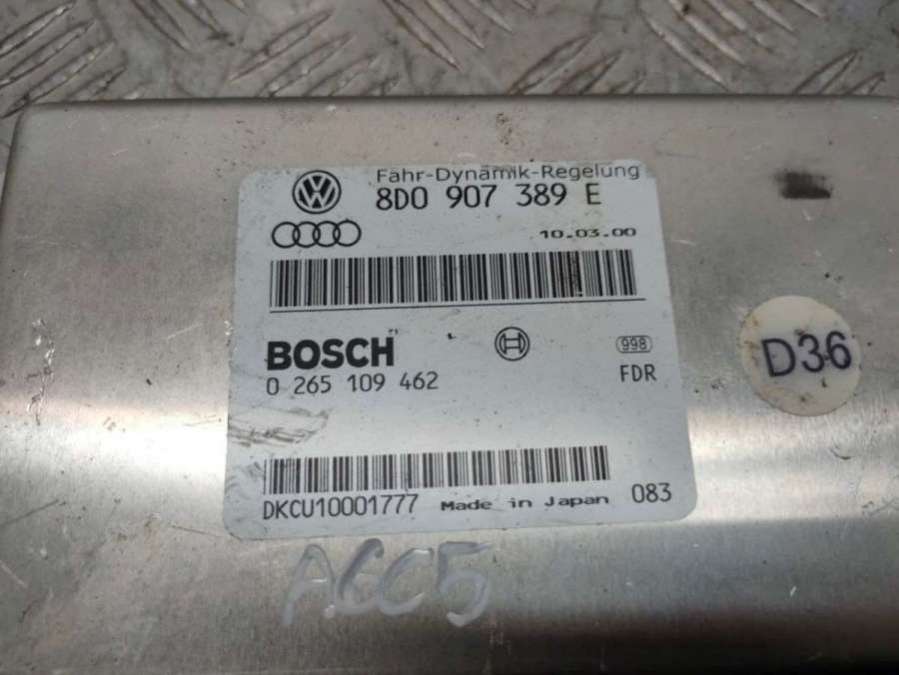 Fahr-Dynamik-Regelung
8D0 907 389 E
10.03.00
BOSCH
998
0 265 109 462
FDR
D36
DKCU10001777 Made in Japan 083
A6C5